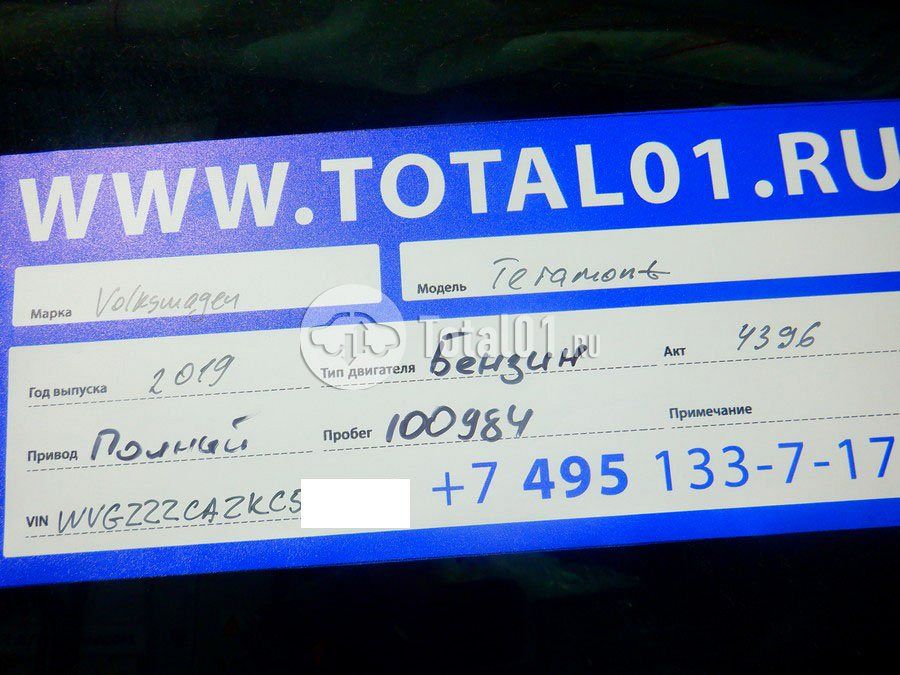 WWW.TOTAL01.RU
Марка Volkswagen Модель Teramont
Total01.ru
Год выпуска 2019 Тип двигателя Бензин Акт 4396
Привод Полный Пробег 100984 Примечание
VIN WVGZZZCAZKC5 +7 495 133-7-17